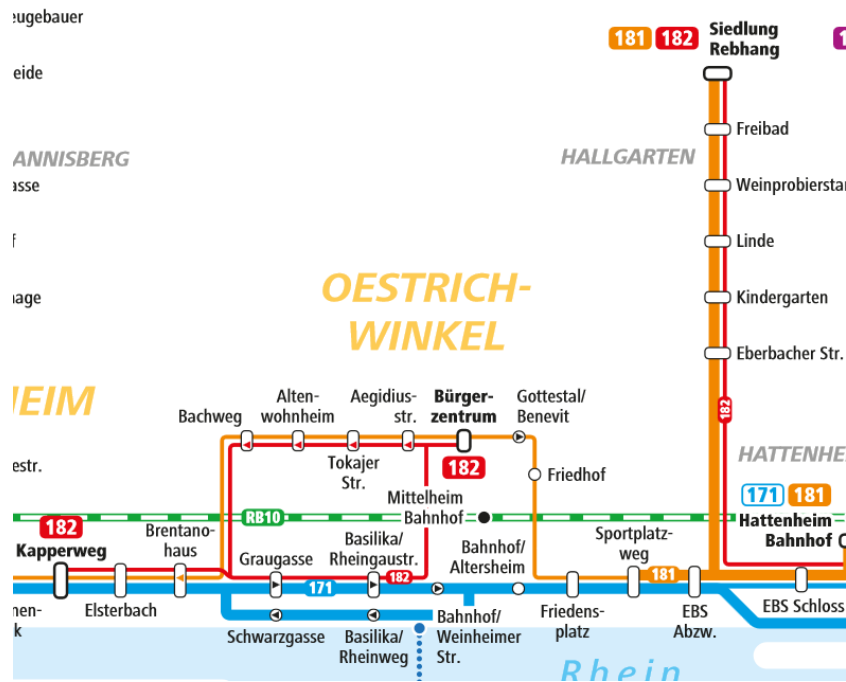 eugebauer
181 182
Siedlung
Rebhang
eide
Freibad
ANNISBERG
HALLGARTEN
asse
Weinprobierstan
Linde
OESTRICH-
WINKEL
nage
Kindergarten
Eberbacher Str.
HEIM
Bachweg
Alten-
wohnheim
Aegidius-
str.
Bürger-
zentrum
Gottestal/
Benevit
182
Tokajer
Str.
182
Friedhof
HATTENHE
estr.
Mittelheim
Bahnhof
171 181
Hattenheim
Bahnhof
RB10
182
Kapperweg
Brentano-
haus
Graugasse
Basilika/
Rheingaustr.
Bahnhof/
Altersheim
Sportplatz-
weg
182
181
171
nen-
k
Elsterbach
Schwarzgasse
Basilika/
Rheinweg
Bahnhof/
Weinheimer
Str.
Friedens-
platz
EBS
Abzw.
EBS Schloss
Rhein